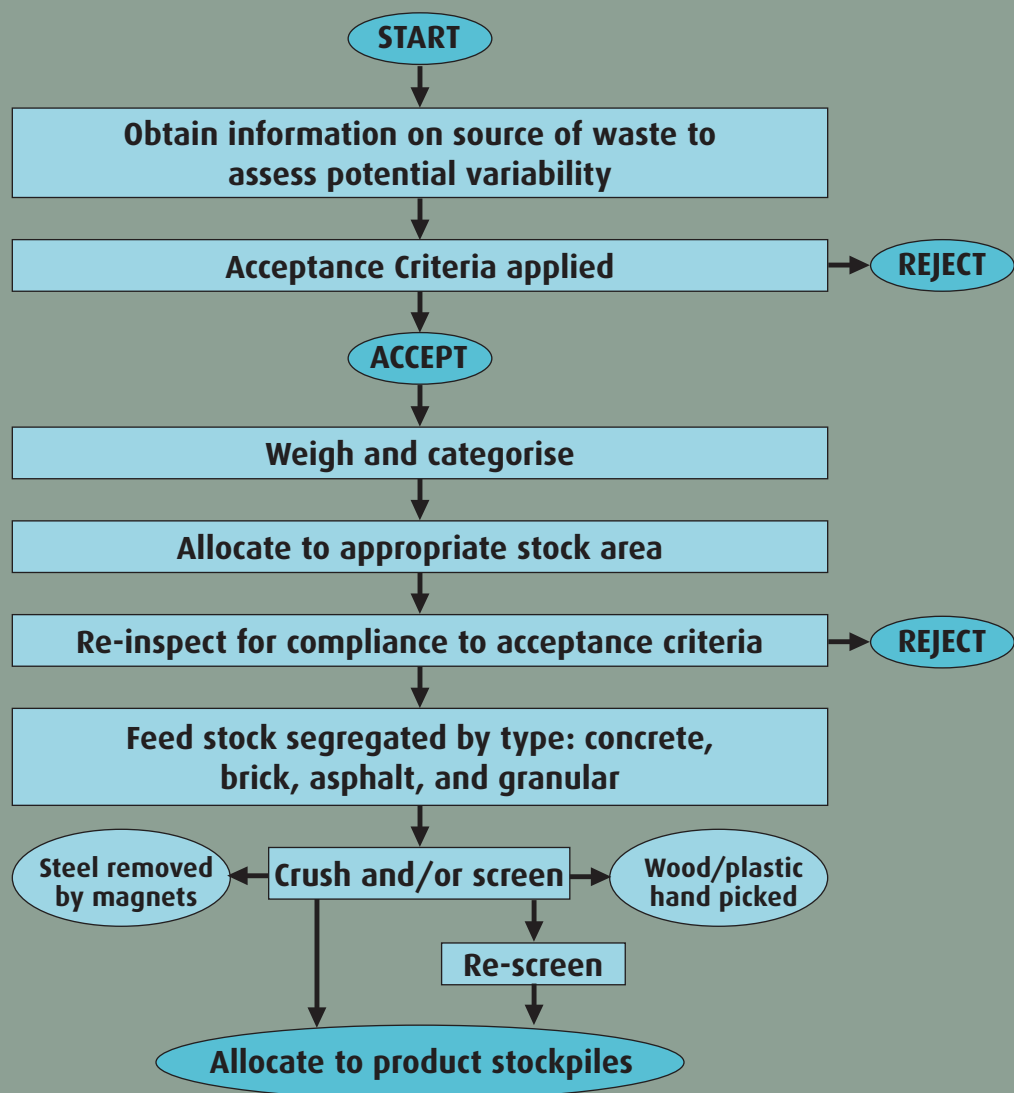 START
Obtain information on source of waste to
assess potential variability
Acceptance Criteria applied
REJECT
ACCEPT
Weigh and categorise
Allocate to appropriate stock area
Re-inspect for compliance to acceptance criteria
REJECT
Feed stock segregated by type: concrete,
brick, asphalt, and granular
Steel removed
by magnets
Crush and/or screen
Wood/plastic
hand picked
Re-screen
Allocate to product stockpiles